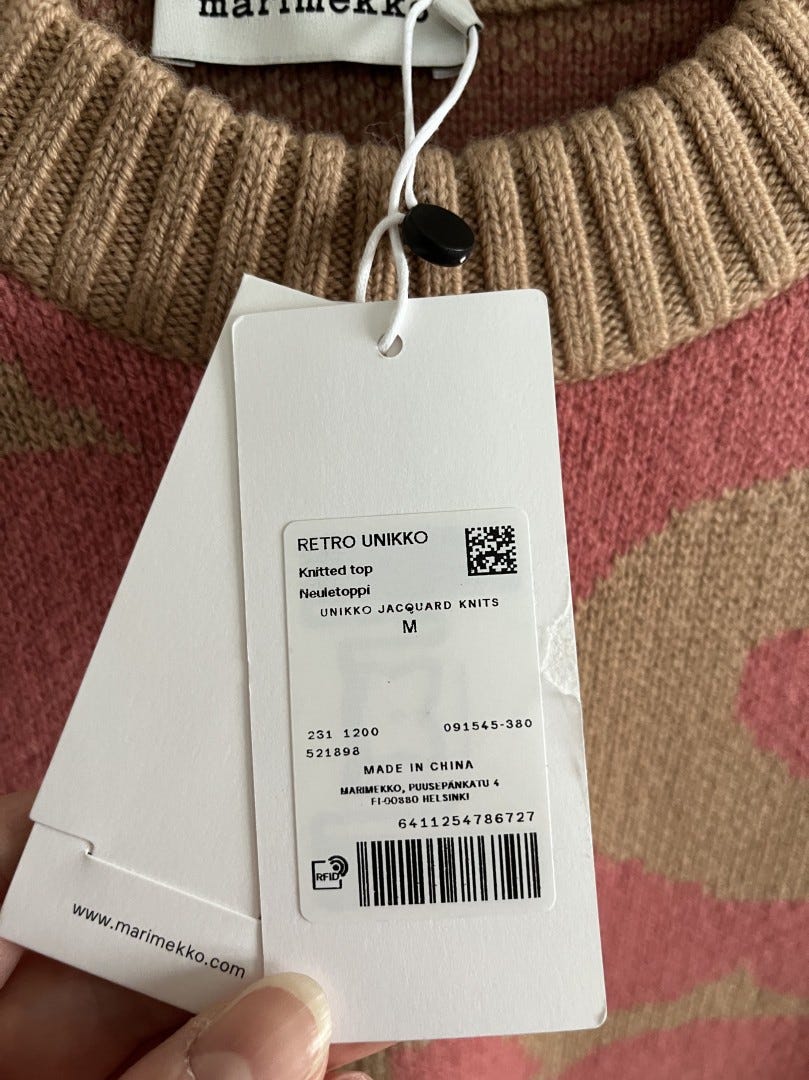 marimekko
RETRO UNIKKO
Knitted top
Neuletoppi
UNIKKO JACQUARD KNITS
M
231 1200 091545-380
521898
MADE IN CHINA
MARIMEKKO, PUUSEPÄNKATU 4
FI-00880 HELSINKI
6411254786727
RFID
www.marimekko.com